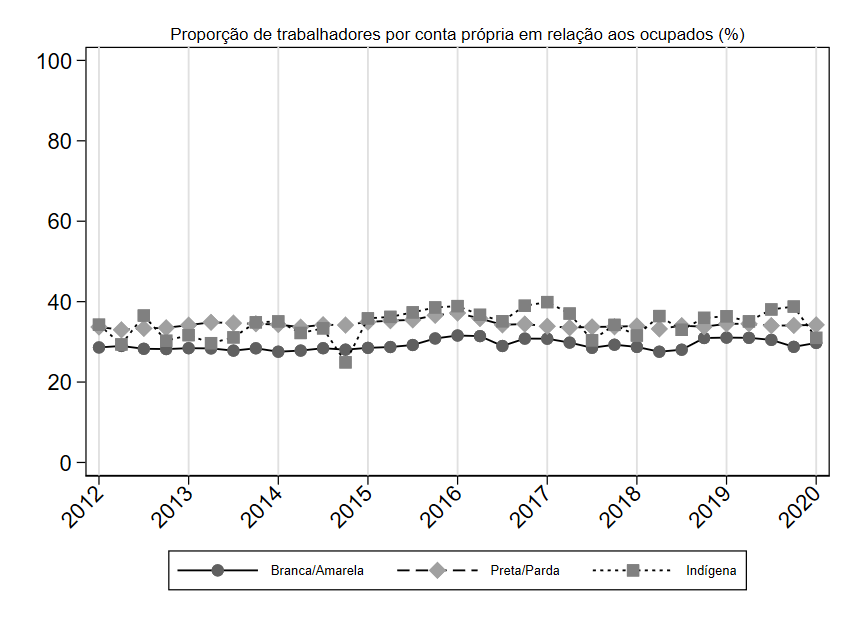 Proporção de trabalhadores por conta própria em relação aos ocupados (%)
100
80
60
40
20
0
2012 2013 2014 2015 2016 2017 2018 2019 2020
Branca/Amarela Preta/Parda Indígena